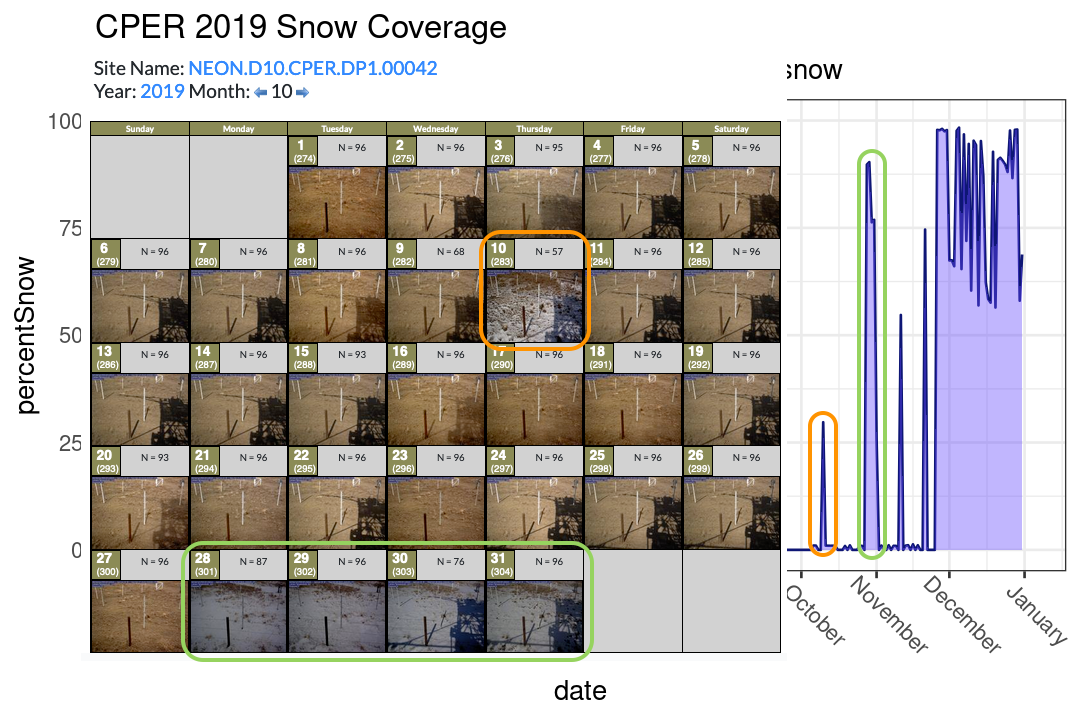 CPER 2019 Snow Coverage
Site Name: NEON.D10.CPER.DP1.00042
Year: 2019 Month: 10
snow
percentSnow
100
75
50
25
0
Sunday Monday Tuesday Wednesday Thursday Friday Saturday
1 N = 96 2 N = 96 3 N = 95 4 N = 96 5 N = 96
(274) (275) (276) (277) (278)
6 N = 96 7 N = 96 8 N = 96 9 N = 68 10 N = 57 11 N = 96 12 N = 96
(279) (280) (281) (282) (283) (284) (285)
13 N = 96 14 N = 96 15 N = 93 16 N = 96 17 N = 96 18 N = 96 19 N = 96
(286) (287) (288) (289) (290) (291) (292)
20 N = 93 21 N = 96 22 N = 96 23 N = 96 24 N = 96 25 N = 96 26 N = 96
(293) (294) (295) (296) (297) (298) (299)
27 N = 96 28 N = 87 29 N = 96 30 N = 76 31 N = 96
(300) (301) (302) (303) (304)
October November December January
date